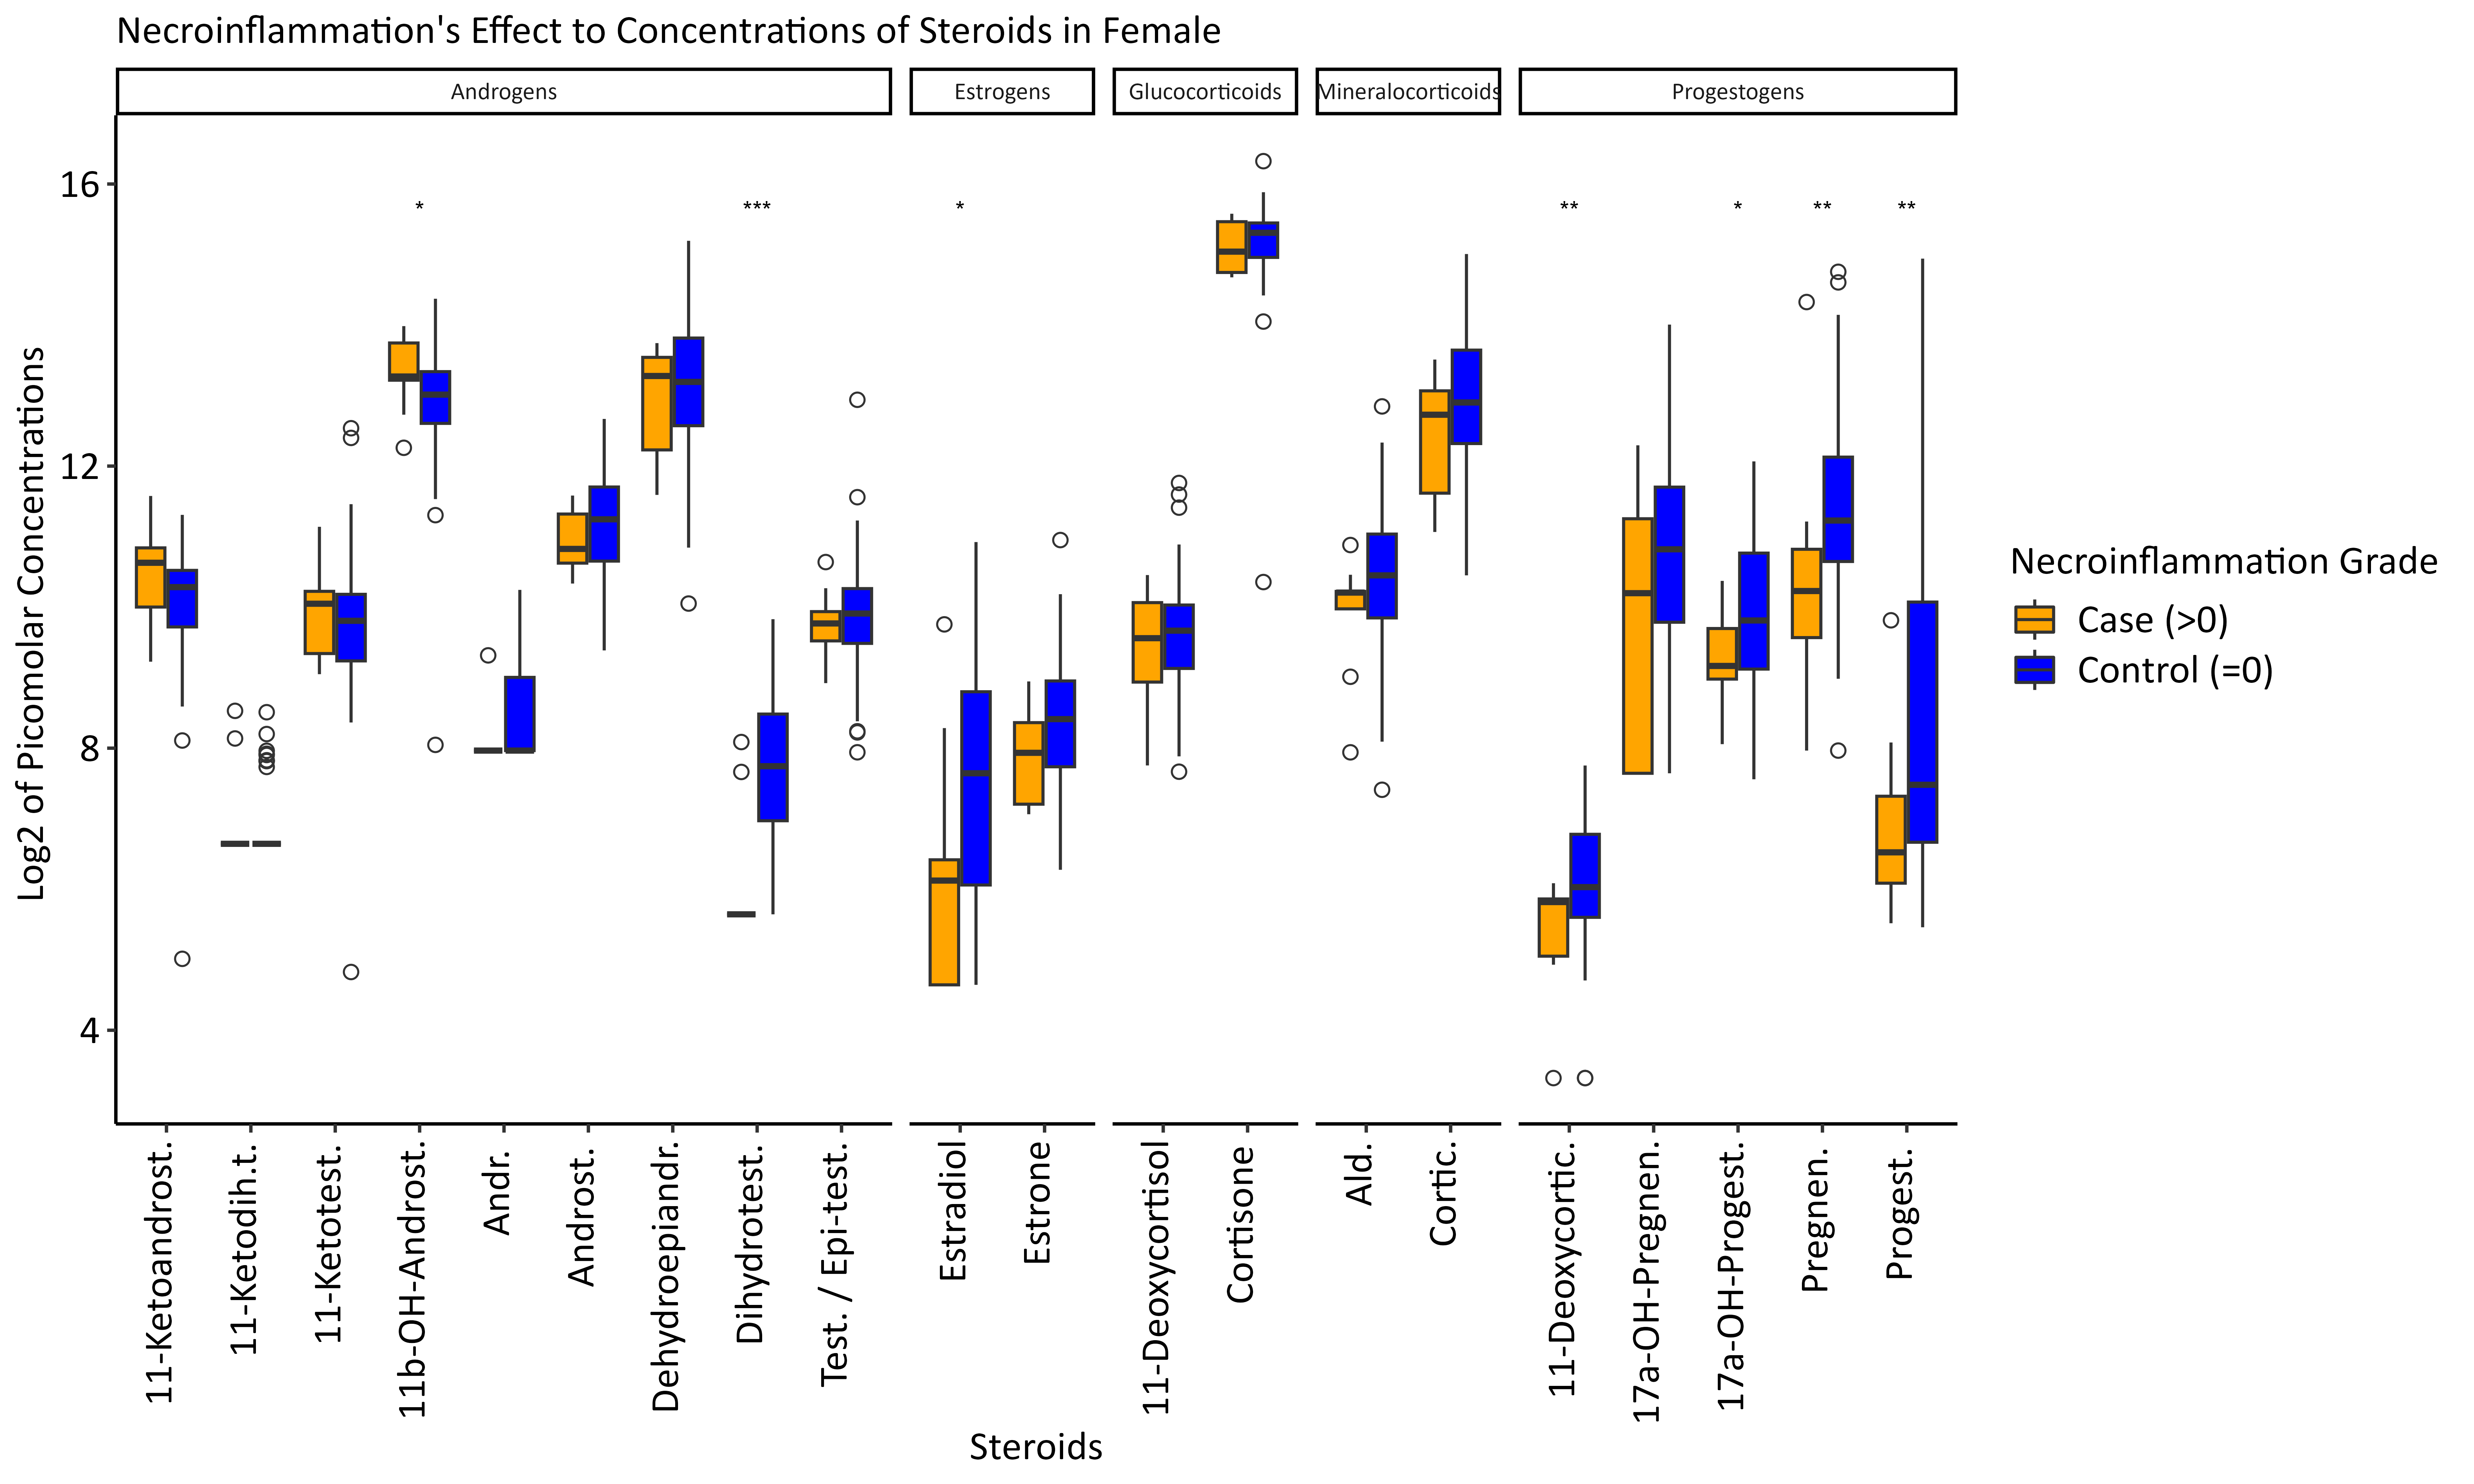 Necroinflammation's Effect to Concentrations of Steroids in Female
Androgens
Estrogens
Glucocorticoids
Mineralocorticoids
Progestogens
Log2 of Picomolar Concentrations
16
12
8
4
*
***
*
**
*
**
**
11-Ketoandrost.
11-Ketodih.t.
11-Ketotest.
11b-OH-Androst.
Andr.
Androst.
Dehydroepiandr.
Dihydrotest.
Test. / Epi-test.
Estradiol
Estrone
11-Deoxycortisol
Cortisone
Ald.
Cortic.
11-Deoxycortic.
17a-OH-Pregnen.
17a-OH-Progest.
Pregnen.
Progest.
Steroids
Necroinflammation Grade
Case (>0)
Control (=0)